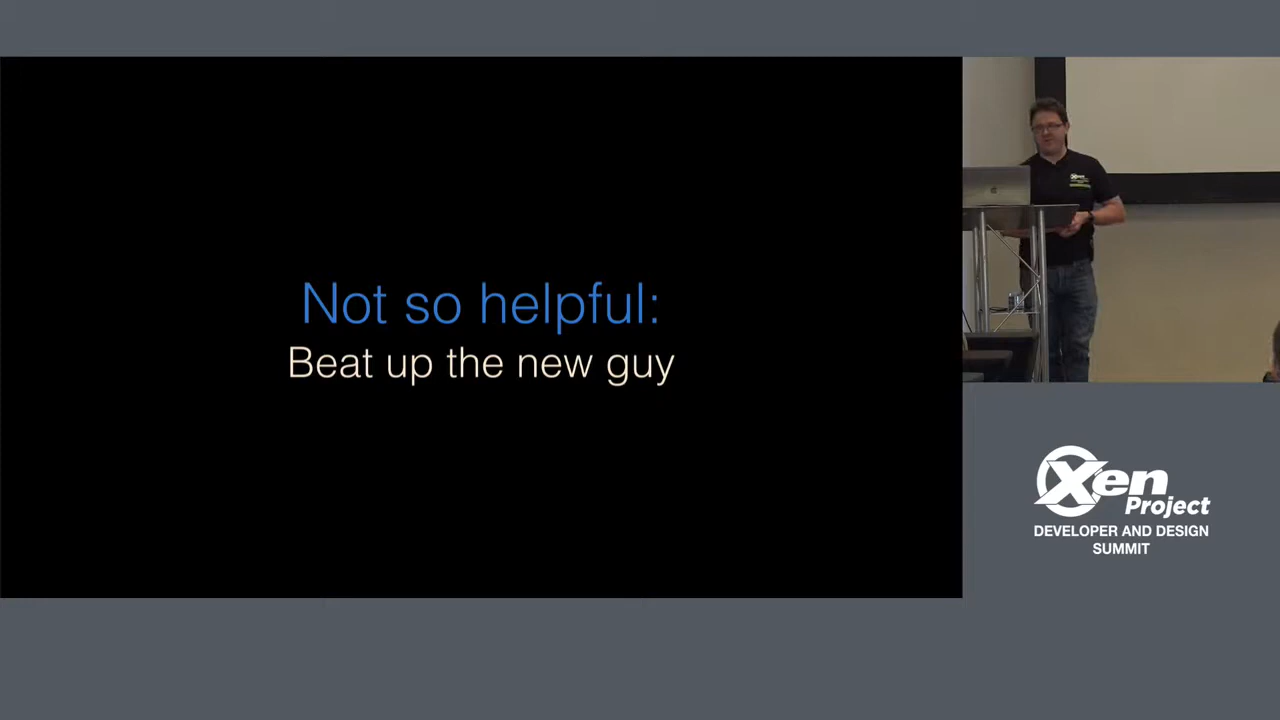 Not so helpful:
Beat up the new guy
Xen
Project
DEVELOPER AND DESIGN
SUMMIT